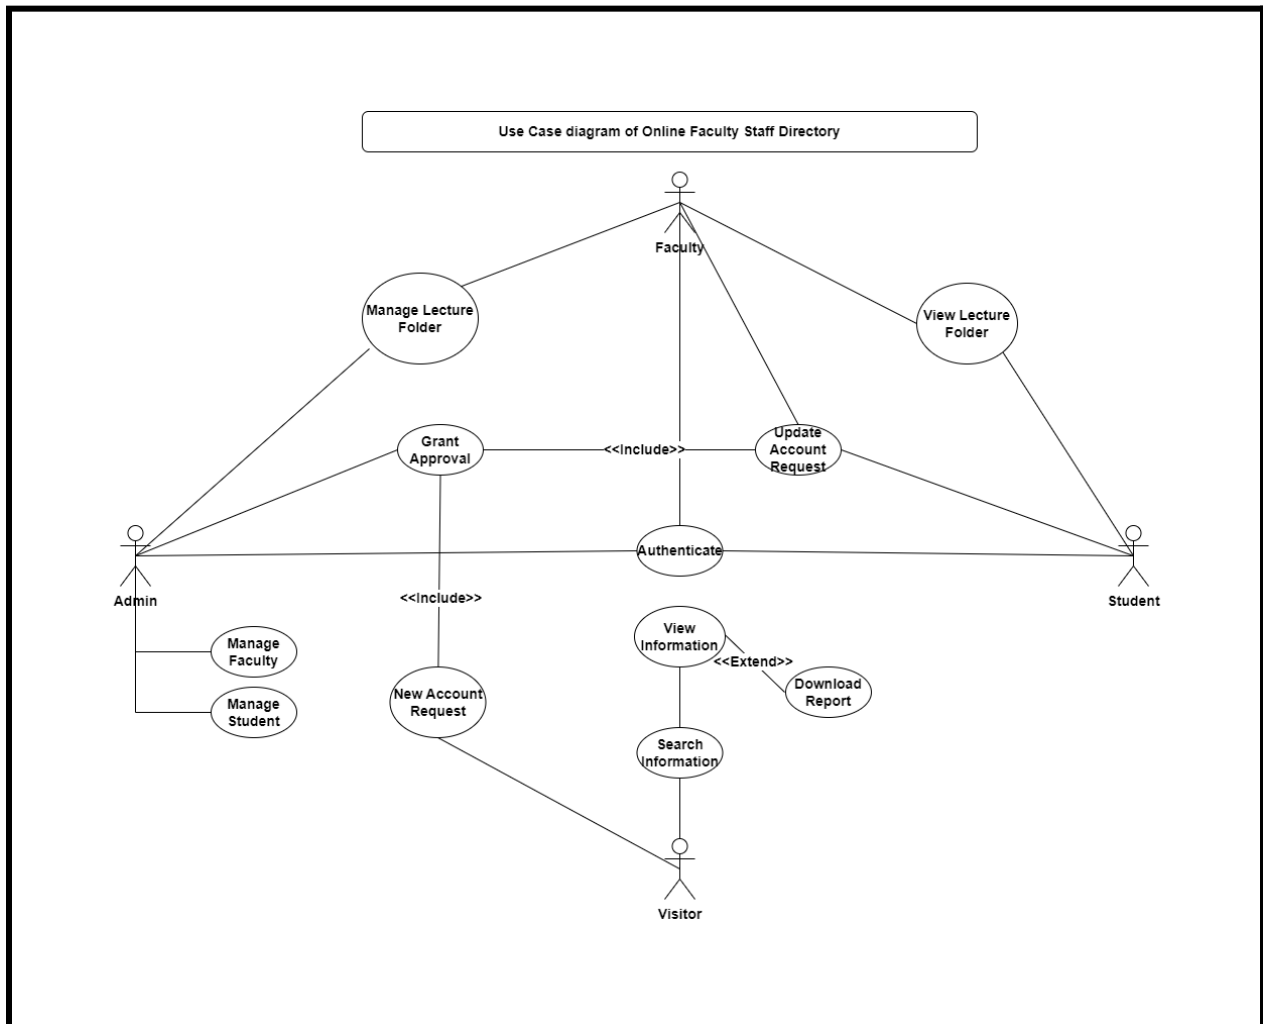 Use Case diagram of Online Faculty Staff Directory
Faculty
Manage Lecture
Folder
View Lecture
Folder
Grant
Approval
<<Include>>
Update
Account
Request
Authenticate
Admin
Student
<<Include>>
View
Information
<<Extend>>
Manage
Faculty
Manage
Student
New Account
Request
Download
Report
Search
Information
Visitor